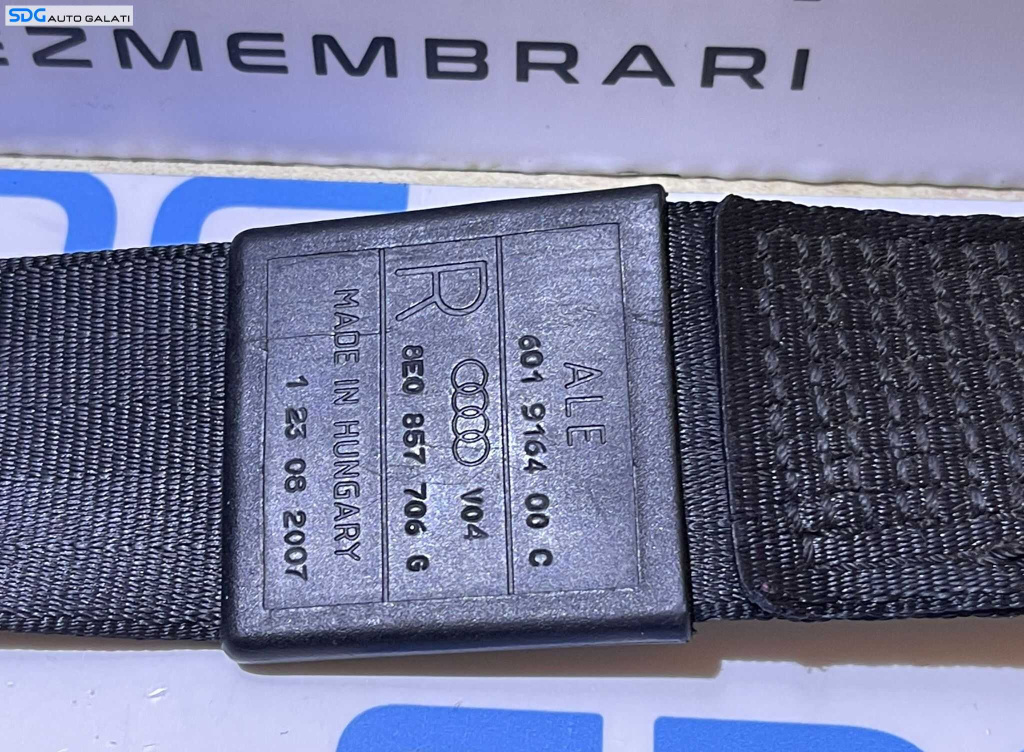 SDG AUTO GALATI
EZMEMBRARI
ALE
601 9164 00 C
R V04
8E0 857 706 G
MADE IN HUNGARY
1 23 08 2007